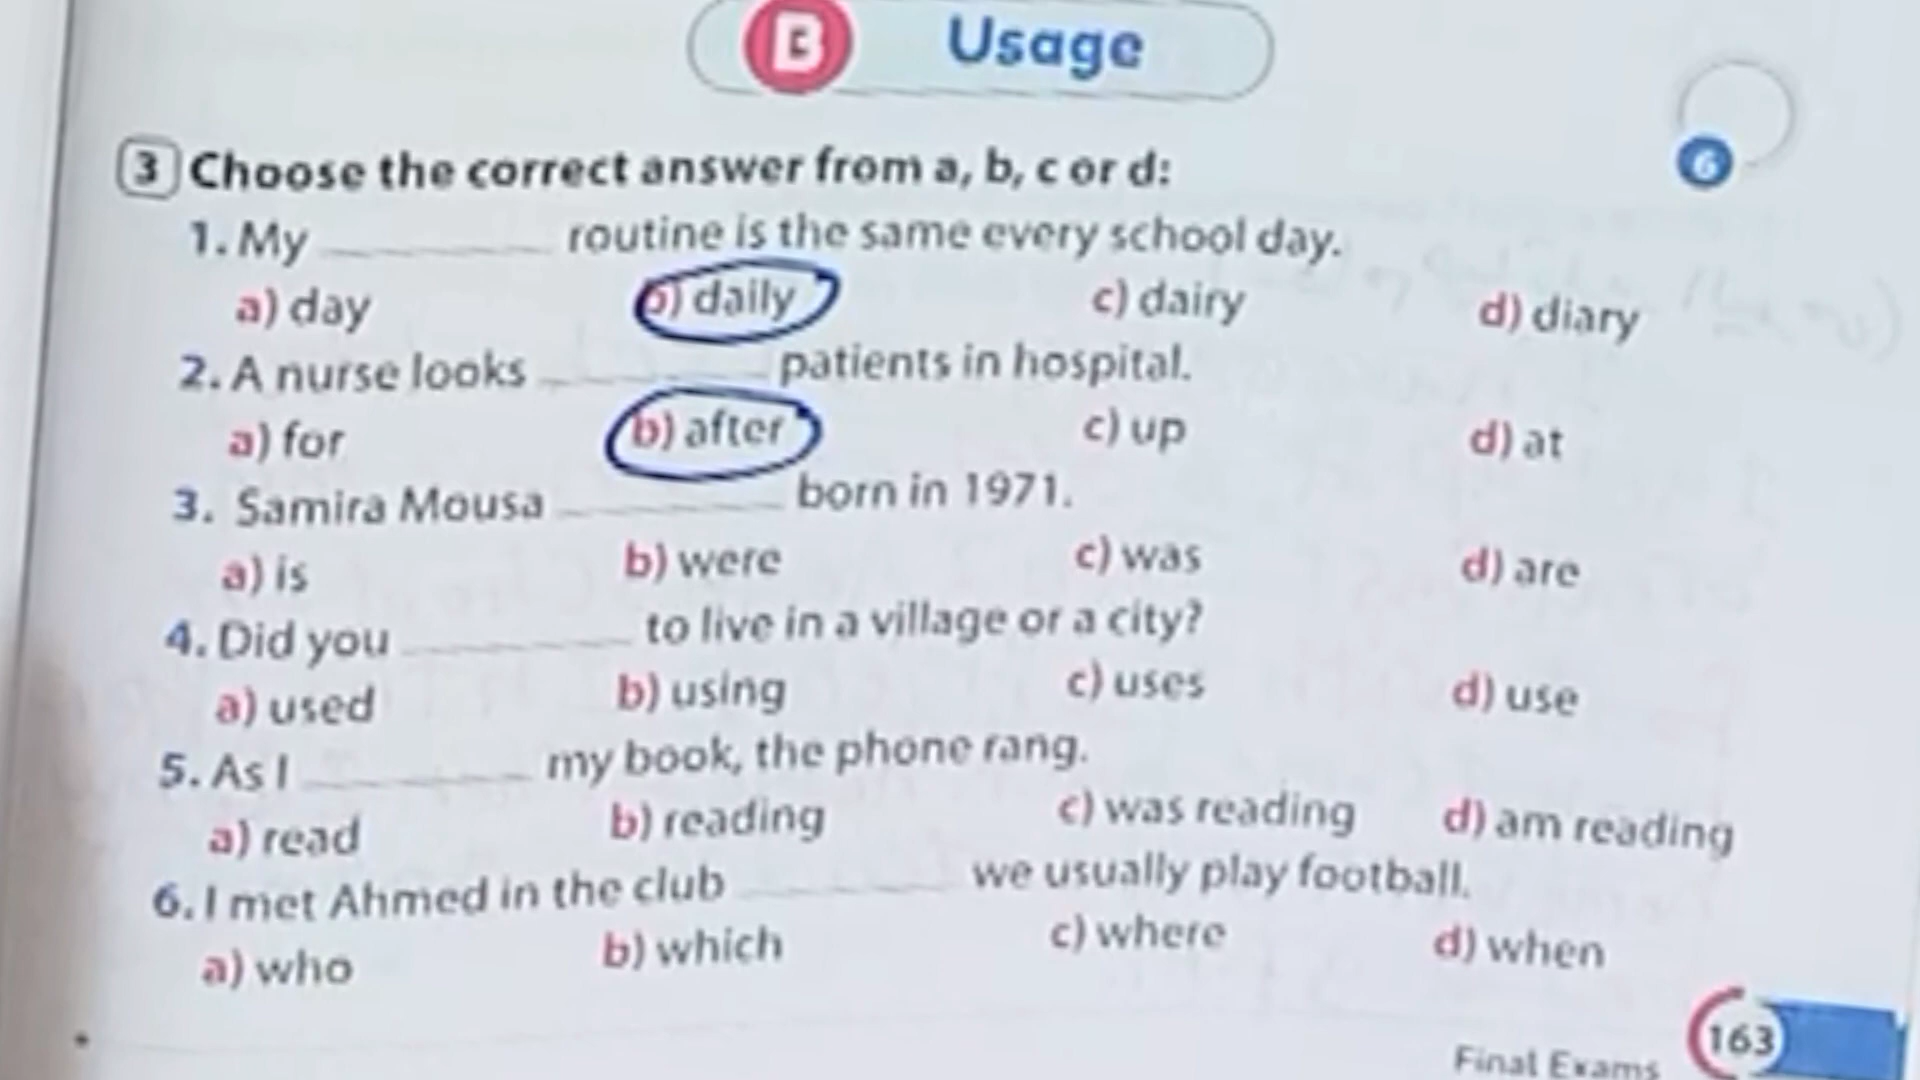 B Usage
6
3 Choose the correct answer from a, b, c or d:
1. My ________ routine is the same every school day.
a) day b) daily c) dairy d) diary
2. A nurse looks ________ patients in hospital.
a) for b) after c) up d) at
3. Samira Mousa ________ born in 1971.
a) is b) were c) was d) are
4. Did you ________ to live in a village or a city?
a) used b) using c) uses d) use
5. As I ________ my book, the phone rang.
a) read b) reading c) was reading d) am reading
6. I met Ahmed in the club ________ we usually play football.
a) who b) which c) where d) when
Final Exams 163